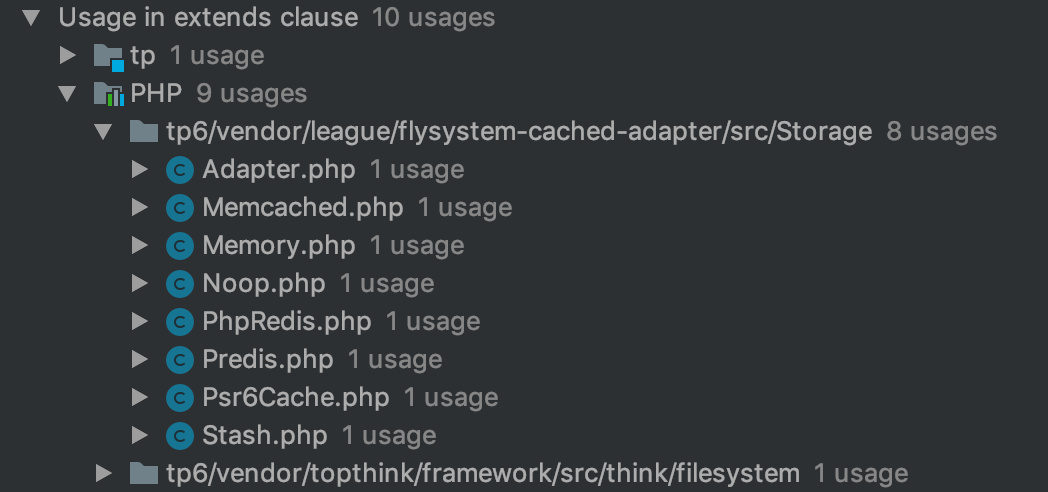 Usage in extends clause 10 usages
tp 1 usage
PHP 9 usages
tp6/vendor/league/flysystem-cached-adapter/src/Storage 8 usages
C Adapter.php 1 usage
C Memcached.php 1 usage
C Memory.php 1 usage
C Noop.php 1 usage
C PhpRedis.php 1 usage
C Predis.php 1 usage
C Psr6Cache.php 1 usage
C Stash.php 1 usage
tp6/vendor/topthink/framework/src/think/filesystem 1 usage